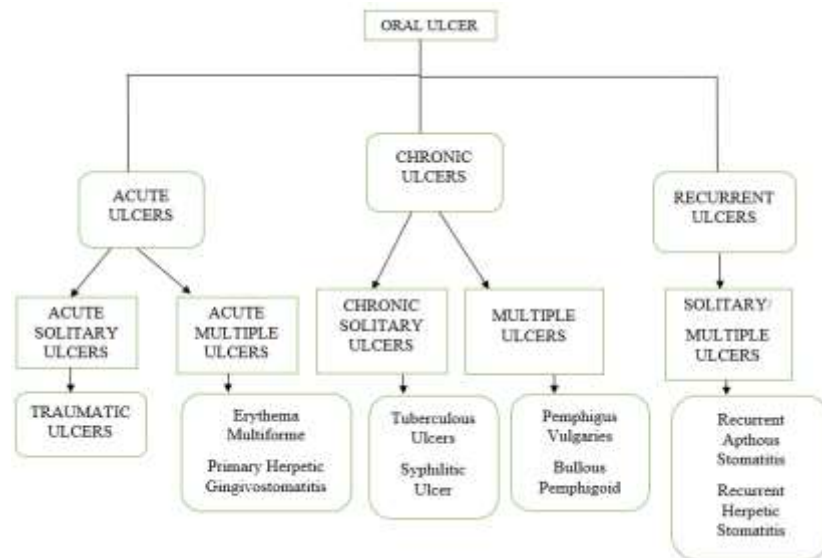 ORAL ULCER
CHRONIC
ULCERS
ACUTE
ULCERS
RECURRENT
ULCERS
ACUTE
SOLITARY
ULCERS
ACUTE
MULTIPLE
ULCERS
CHRONIC
SOLITARY
ULCERS
MULTIPLE
ULCERS
SOLITARY/
MULTIPLE
ULCERS
TRAUMATIC
ULCERS
Erythema
Multiforme
Primary Herpetic
Gingivostomatitis
Tuberculous
Ulcers
Syphilitic
Ulcer
Pemphigus
Vulgaries
Bullous
Pemphigoid
Recurrent
Apthous
Stomatitis
Recurrent
Herpetic
Stomatitis